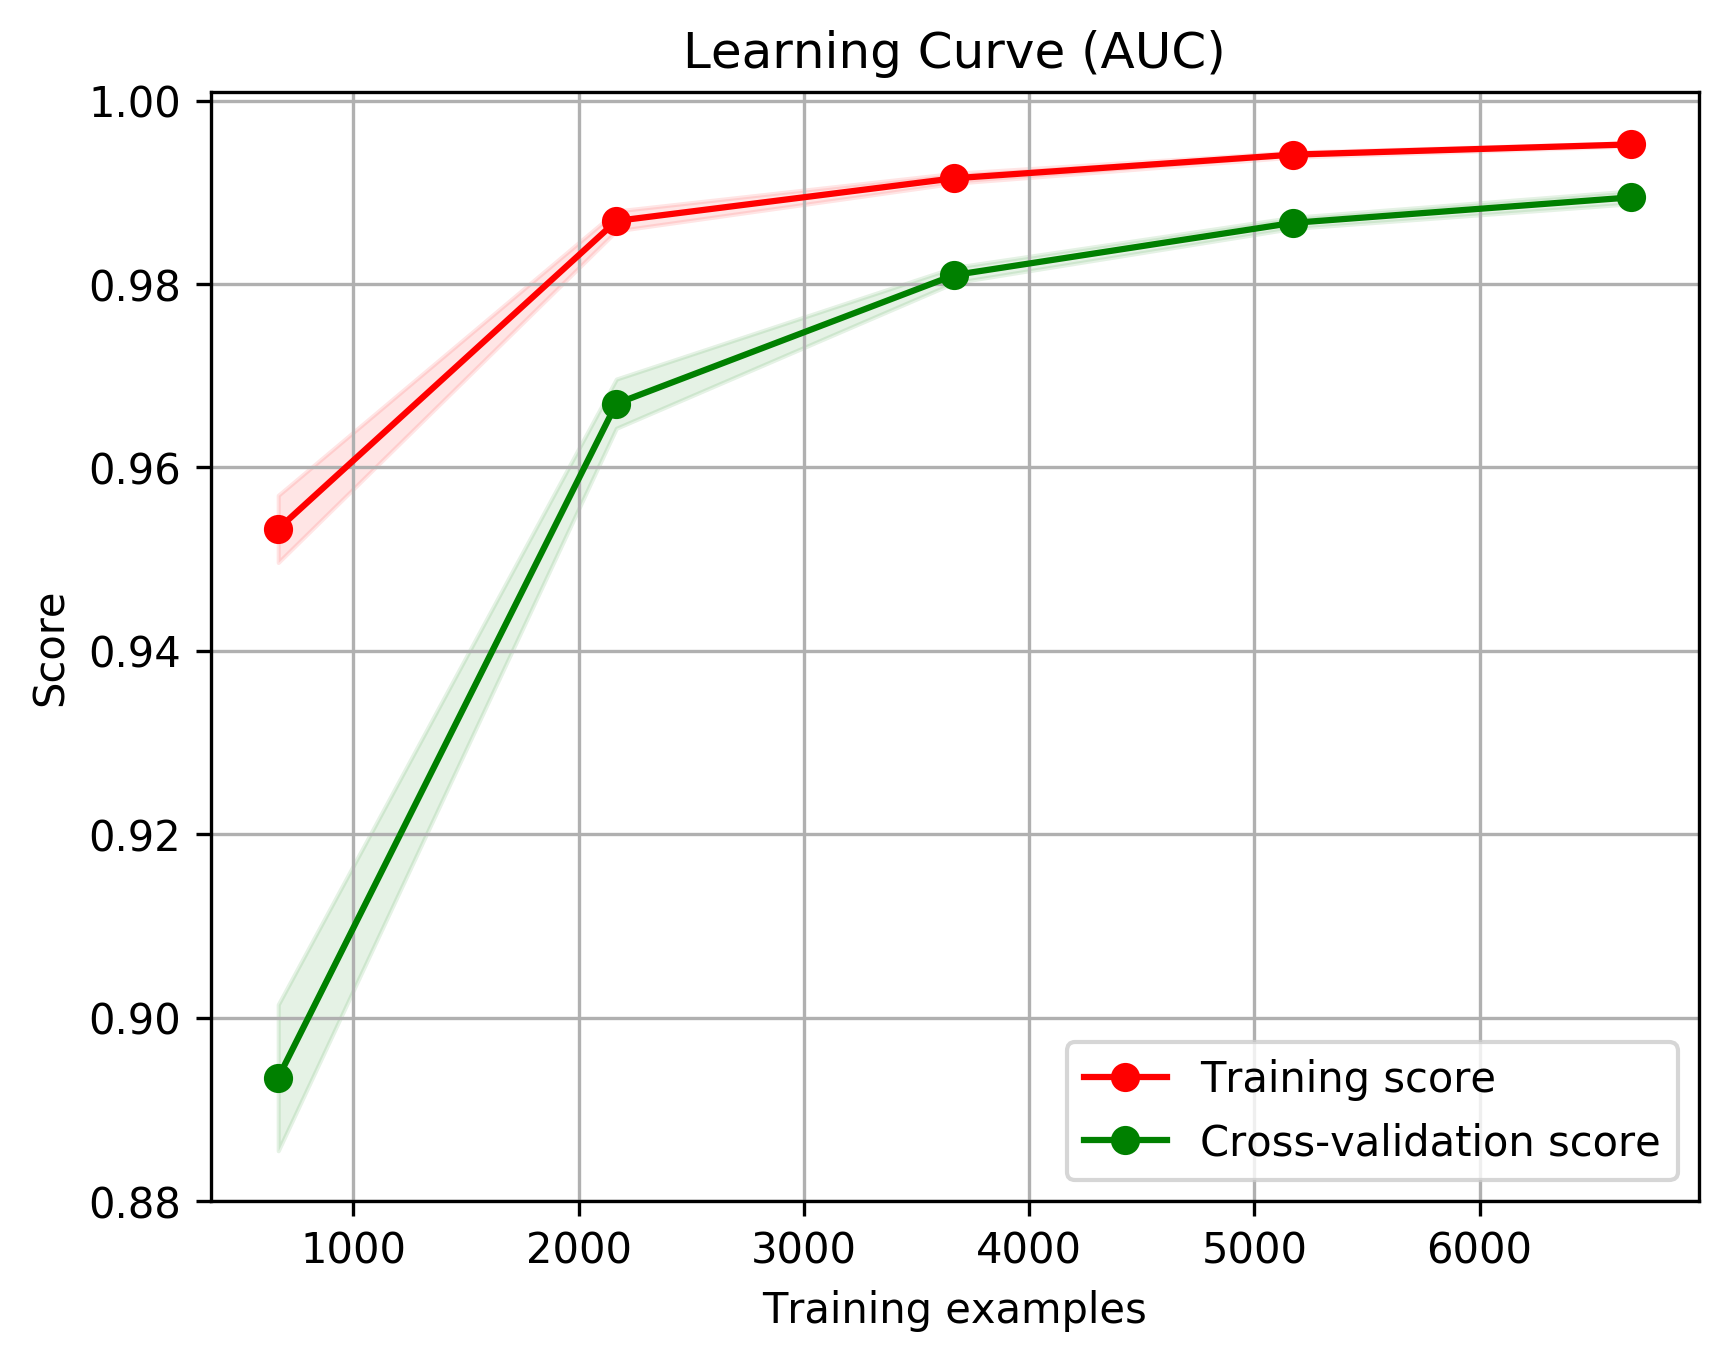 Learning Curve (AUC)
1.00
0.98
0.96
0.94
0.92
0.90
0.88
Score
1000 2000 3000 4000 5000 6000
Training examples
Training score
Cross-validation score